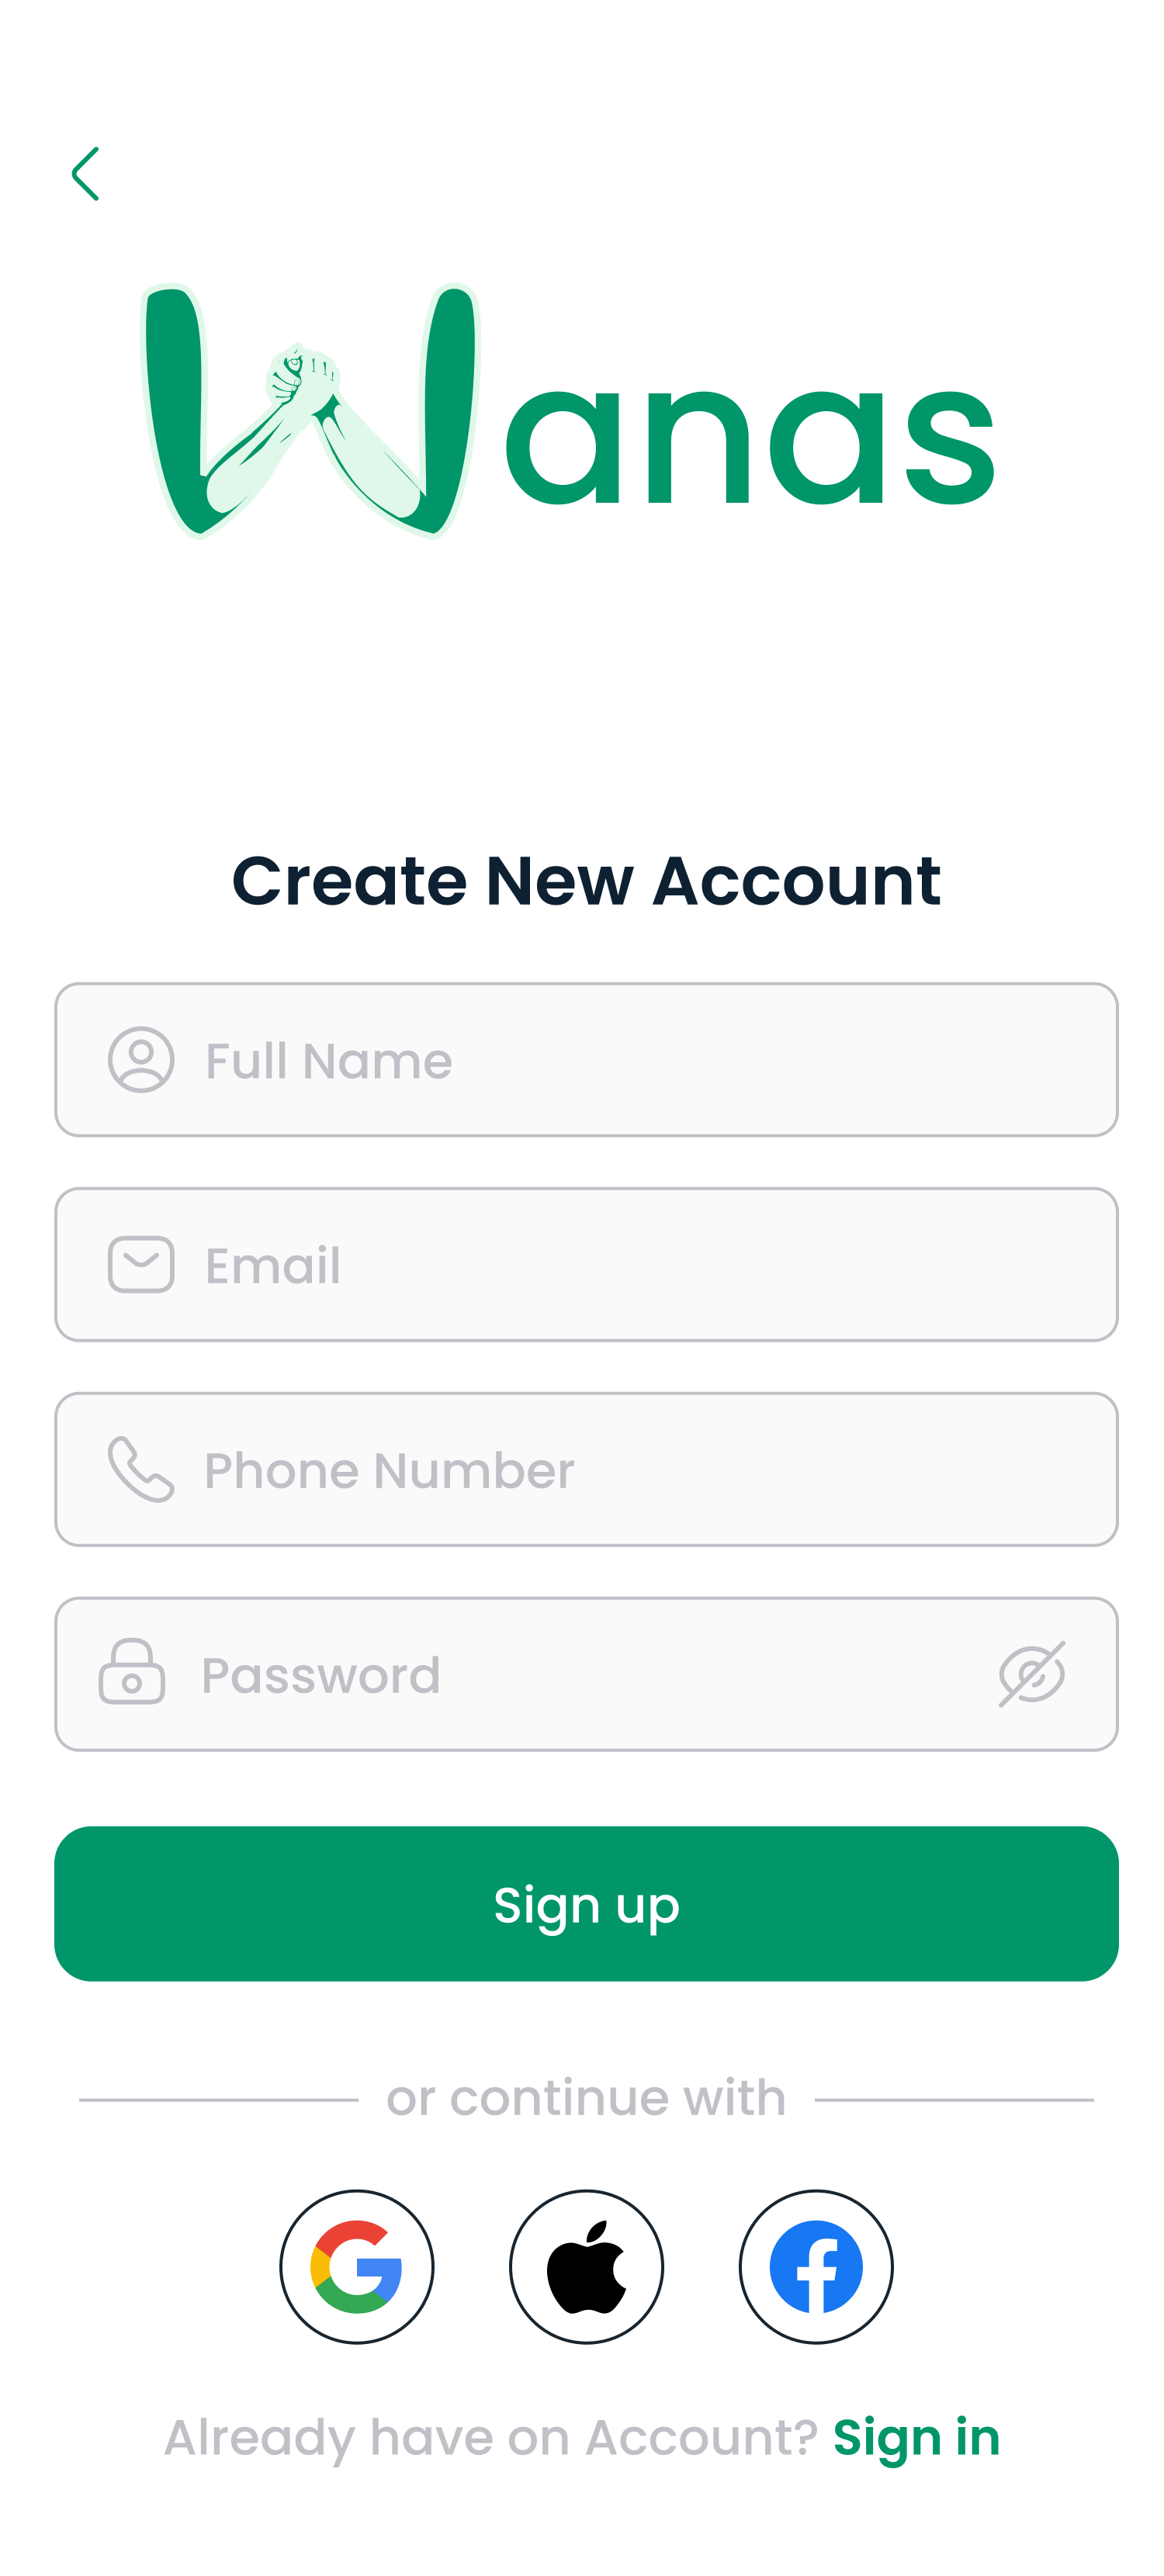 Wanas
Create New Account
Full Name
Email
Phone Number
Password
Sign up
or continue with
Already have on Account? Sign in